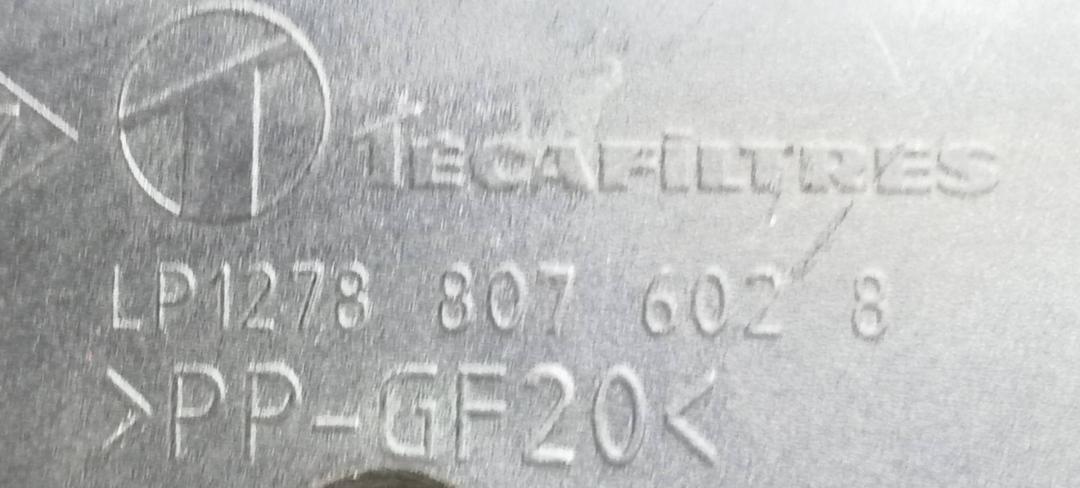 TECAFILTRES
LP1278 807 602 8
>PP-GF20<